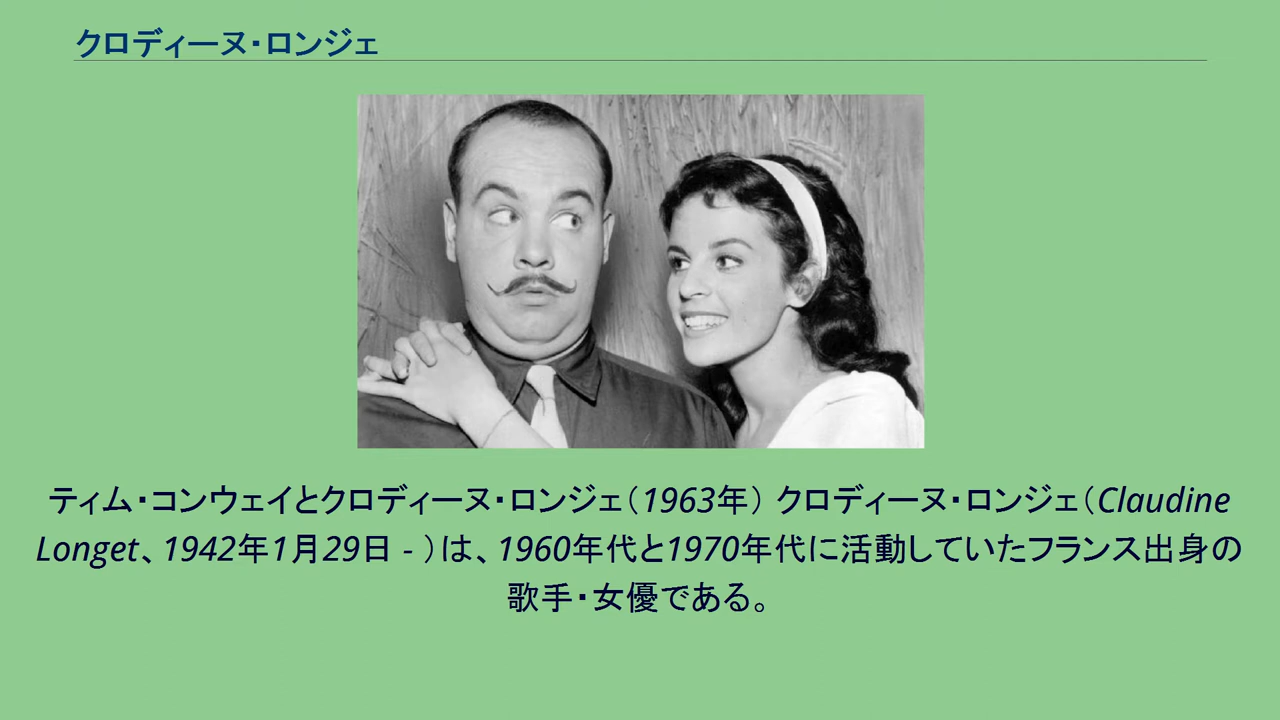 クロディーヌ・ロンジェ
ティム・コンウェイとクロディーヌ・ロンジェ（1963年） クロディーヌ・ロンジェ（Claudine
Longet、1942年1月29日 - ）は、1960年代と1970年代に活動していたフランス出身の
歌手・女優である。